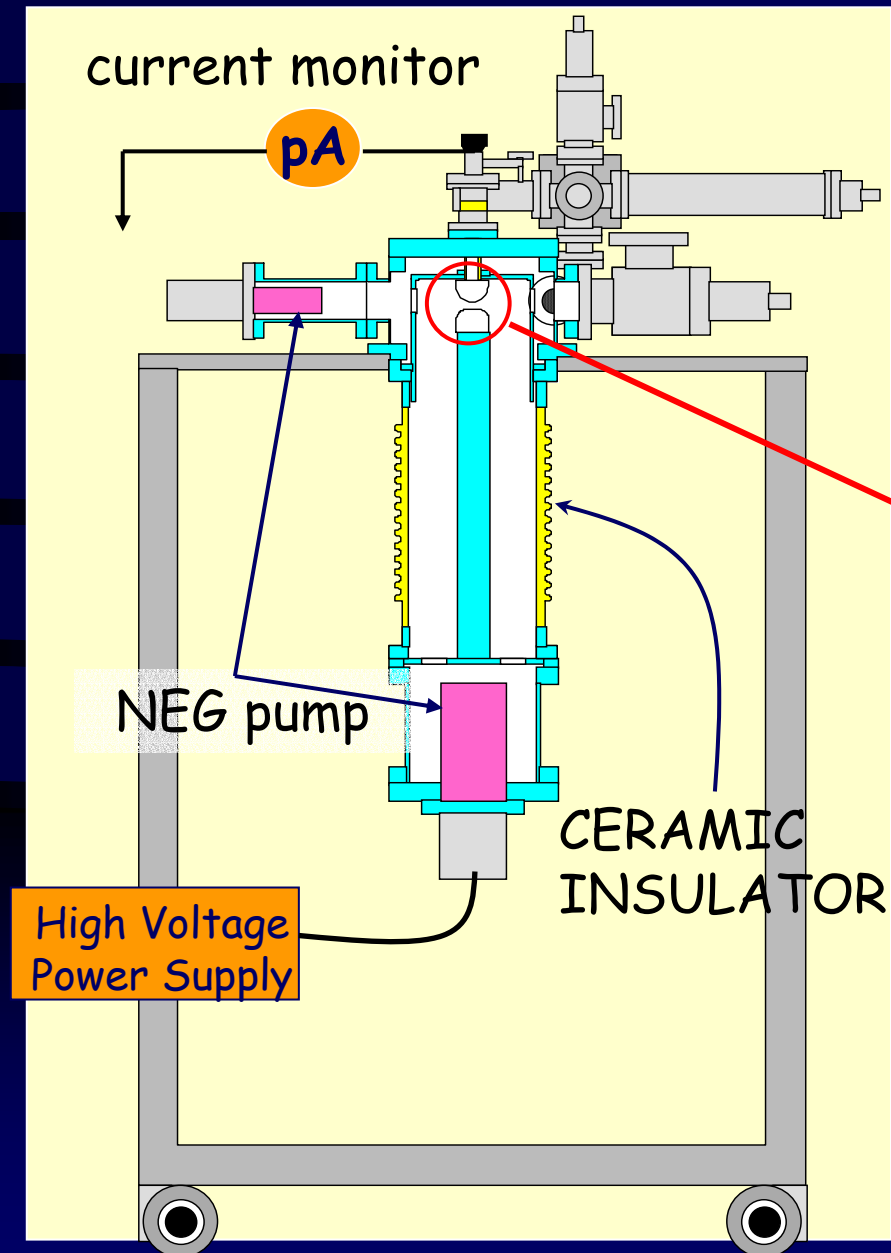 current monitor
pA
NEG pump
CERAMIC
INSULATOR
High Voltage
Power Supply